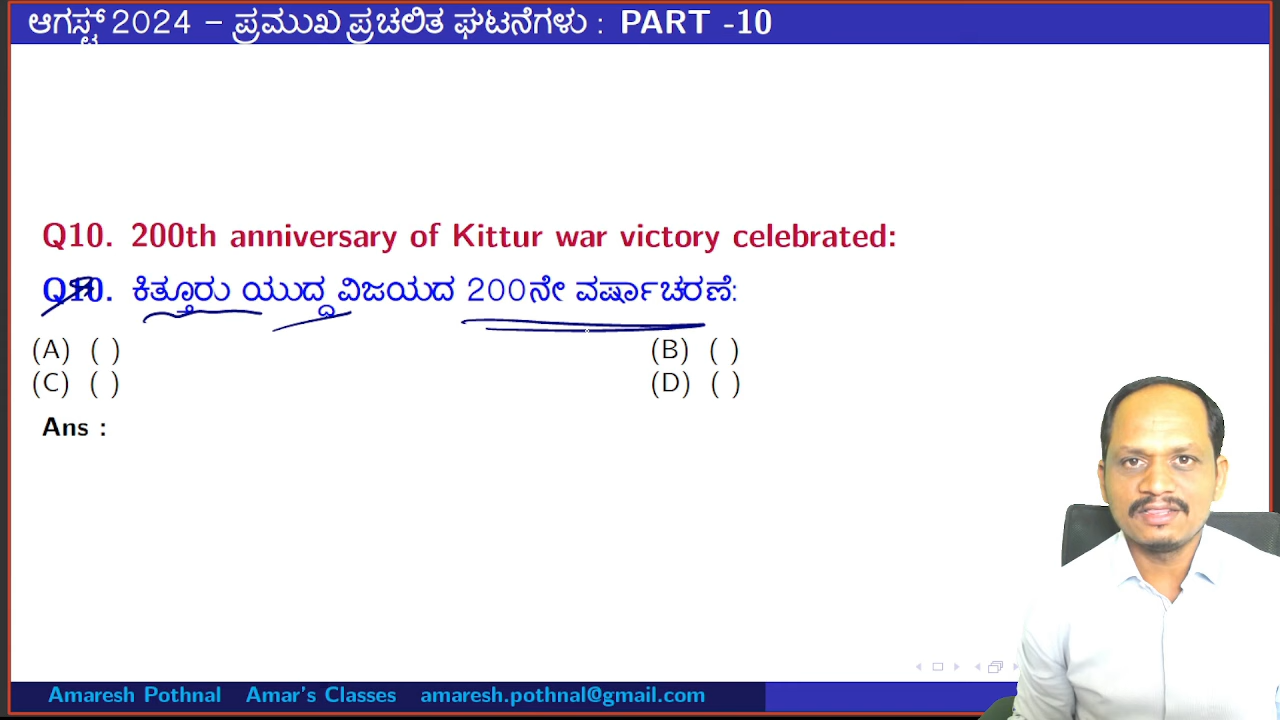 ಆಗಸ್ಟ್ 2024 – ಪ್ರಮುಖ ಪ್ರಚಲಿತ ಘಟನೆಗಳು : PART -10
Q10. 200th anniversary of Kittur war victory celebrated:
Q10. ಕಿತ್ತೂರು ಯುದ್ಧ ವಿಜಯದ 200ನೇ ವರ್ಷಾಚರಣೆ:
(A) ( ) (B) ( )
(C) ( ) (D) ( )
Ans :
Amaresh Pothnal Amar's Classes amaresh.pothnal@gmail.com